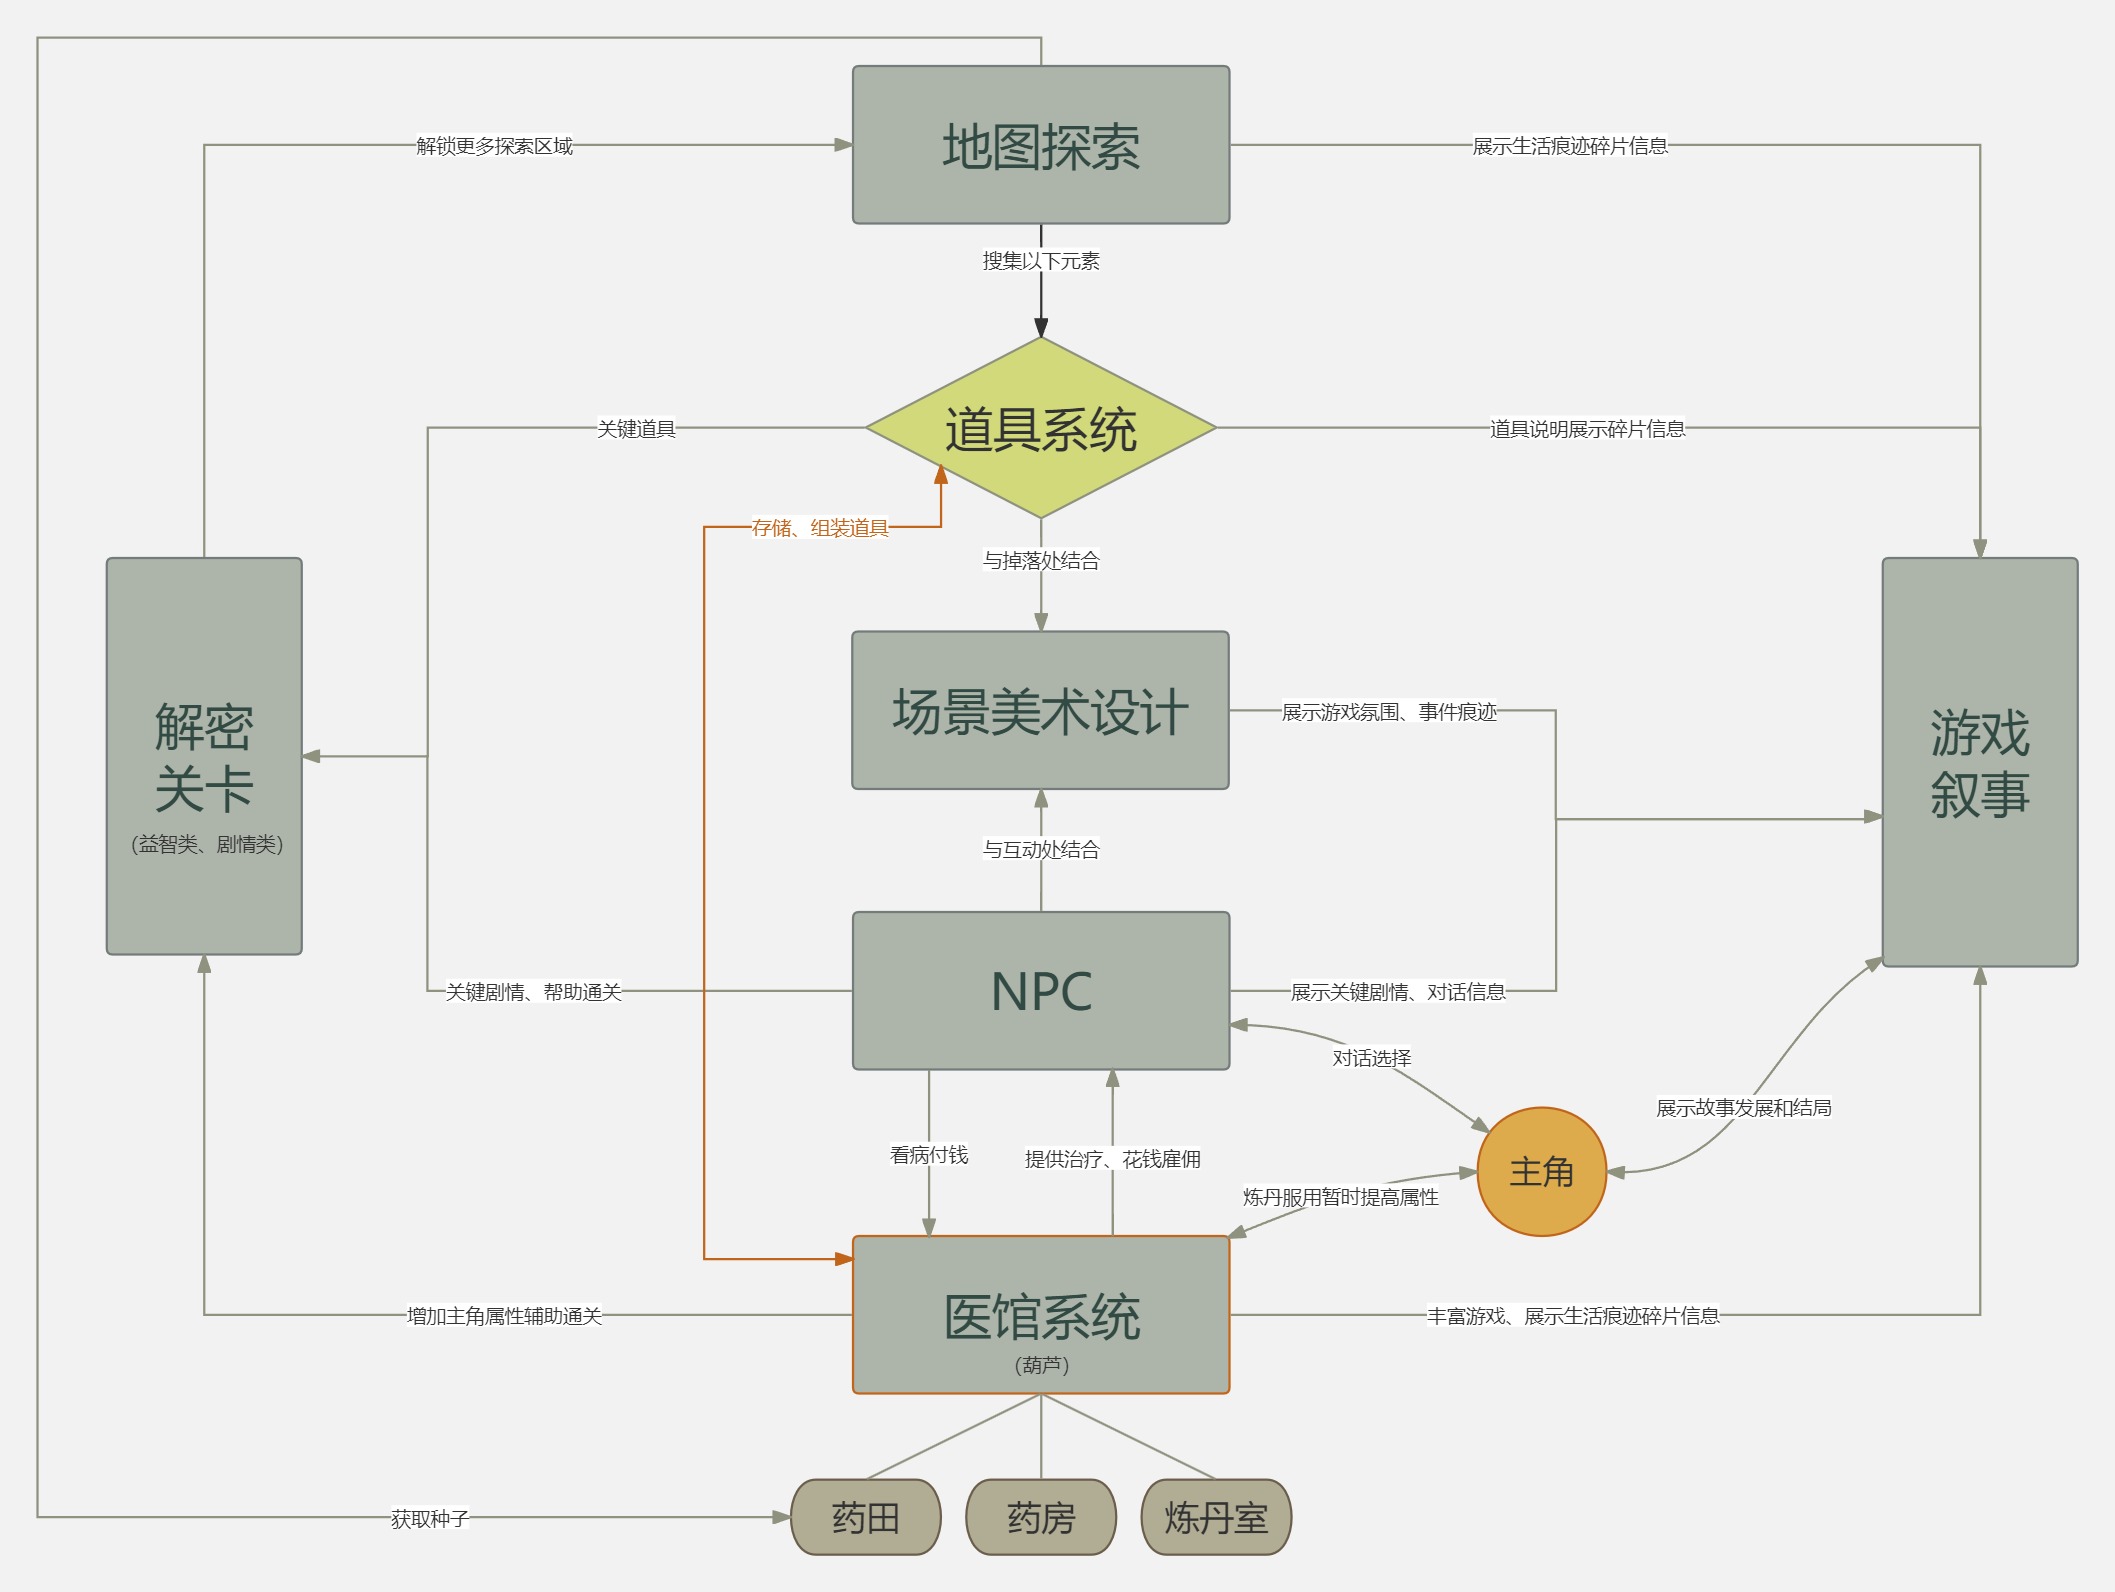 地图探索
解锁更多探索区域
展示生活痕迹碎片信息
搜集以下元素
道具系统
关键道具
道具说明展示碎片信息
存储、组装道具
与掉落处结合
场景美术设计
展示游戏氛围、事件痕迹
解密
关卡
（益智类、剧情类）
游戏
叙事
与互动处结合
NPC
关键剧情、帮助通关
展示关键剧情、对话信息
对话选择
展示故事发展和结局
看病付钱
提供治疗、花钱雇佣
主角
炼丹服用暂时提高属性
医馆系统
（葫芦）
增加主角属性辅助通关
丰富游戏、展示生活痕迹碎片信息
获取种子
药田
药房
炼丹室